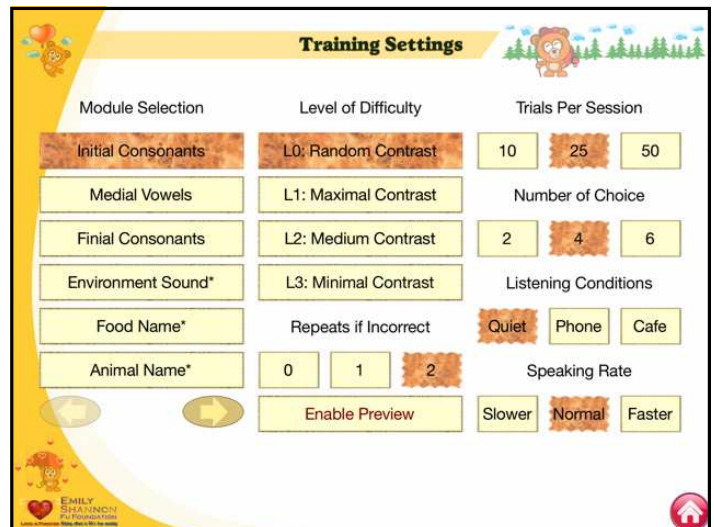 Training Settings
Module Selection
Initial Consonants
Medial Vowels
Finial Consonants
Environment Sound*
Food Name*
Animal Name*
Level of Difficulty
L0: Random Contrast
L1: Maximal Contrast
L2: Medium Contrast
L3: Minimal Contrast
Repeats if Incorrect
0 1 2
Enable Preview
Trials Per Session
10 25 50
Number of Choice
2 4 6
Listening Conditions
Quiet Phone Cafe
Speaking Rate
Slower Normal Faster
EMILY
SHANNON
FU FOUNDATION